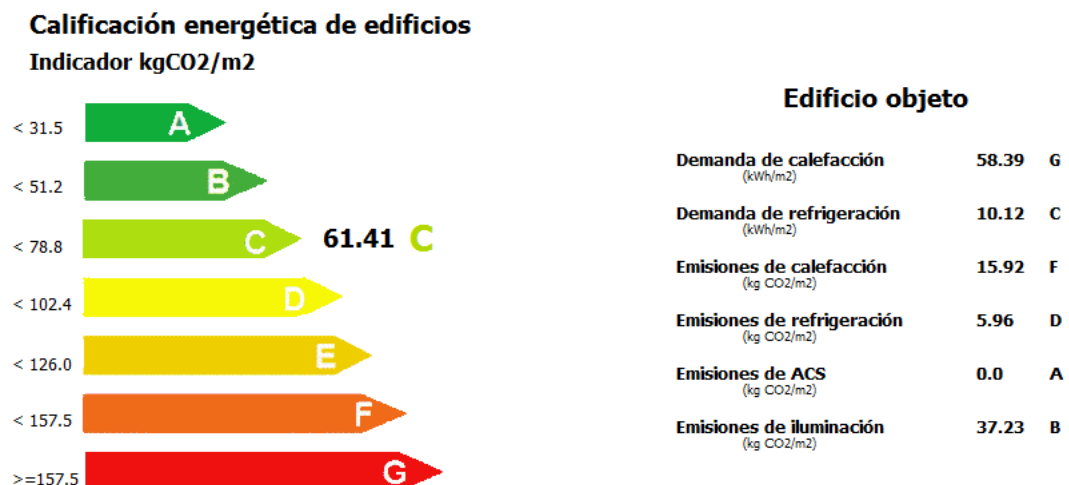 Calificación energética de edificios
Indicador kgCO2/m2
< 31.5 A
< 51.2 B
< 78.8 C 61.41 C
< 102.4 D
< 126.0 E
< 157.5 F
>=157.5 G
Edificio objeto
Demanda de calefacción 58.39 G
(kWh/m2)
Demanda de refrigeración 10.12 C
(kWh/m2)
Emisiones de calefacción 15.92 F
(kg CO2/m2)
Emisiones de refrigeración 5.96 D
(kg CO2/m2)
Emisiones de ACS 0.0 A
(kg CO2/m2)
Emisiones de iluminación 37.23 B
(kg CO2/m2)